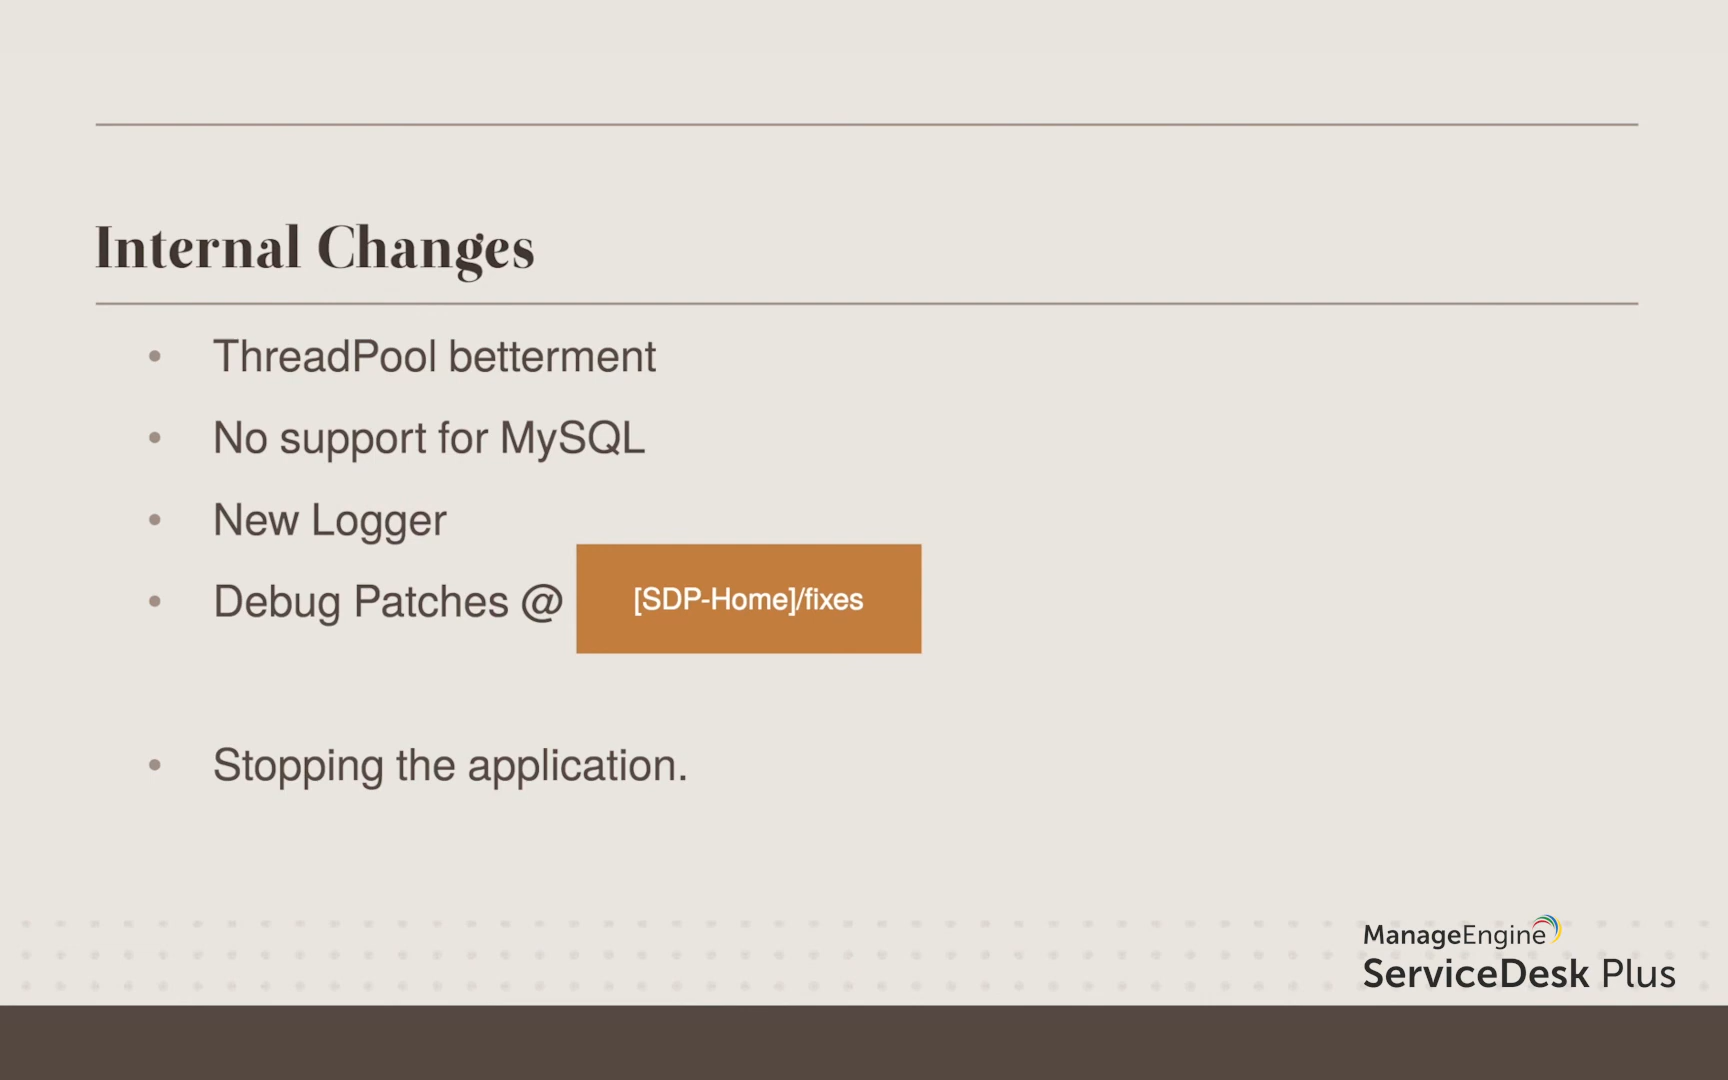 Internal Changes
• ThreadPool betterment
• No support for MySQL
• New Logger
• Debug Patches @ [SDP-Home]/fixes
• Stopping the application.
ManageEngine
ServiceDesk Plus